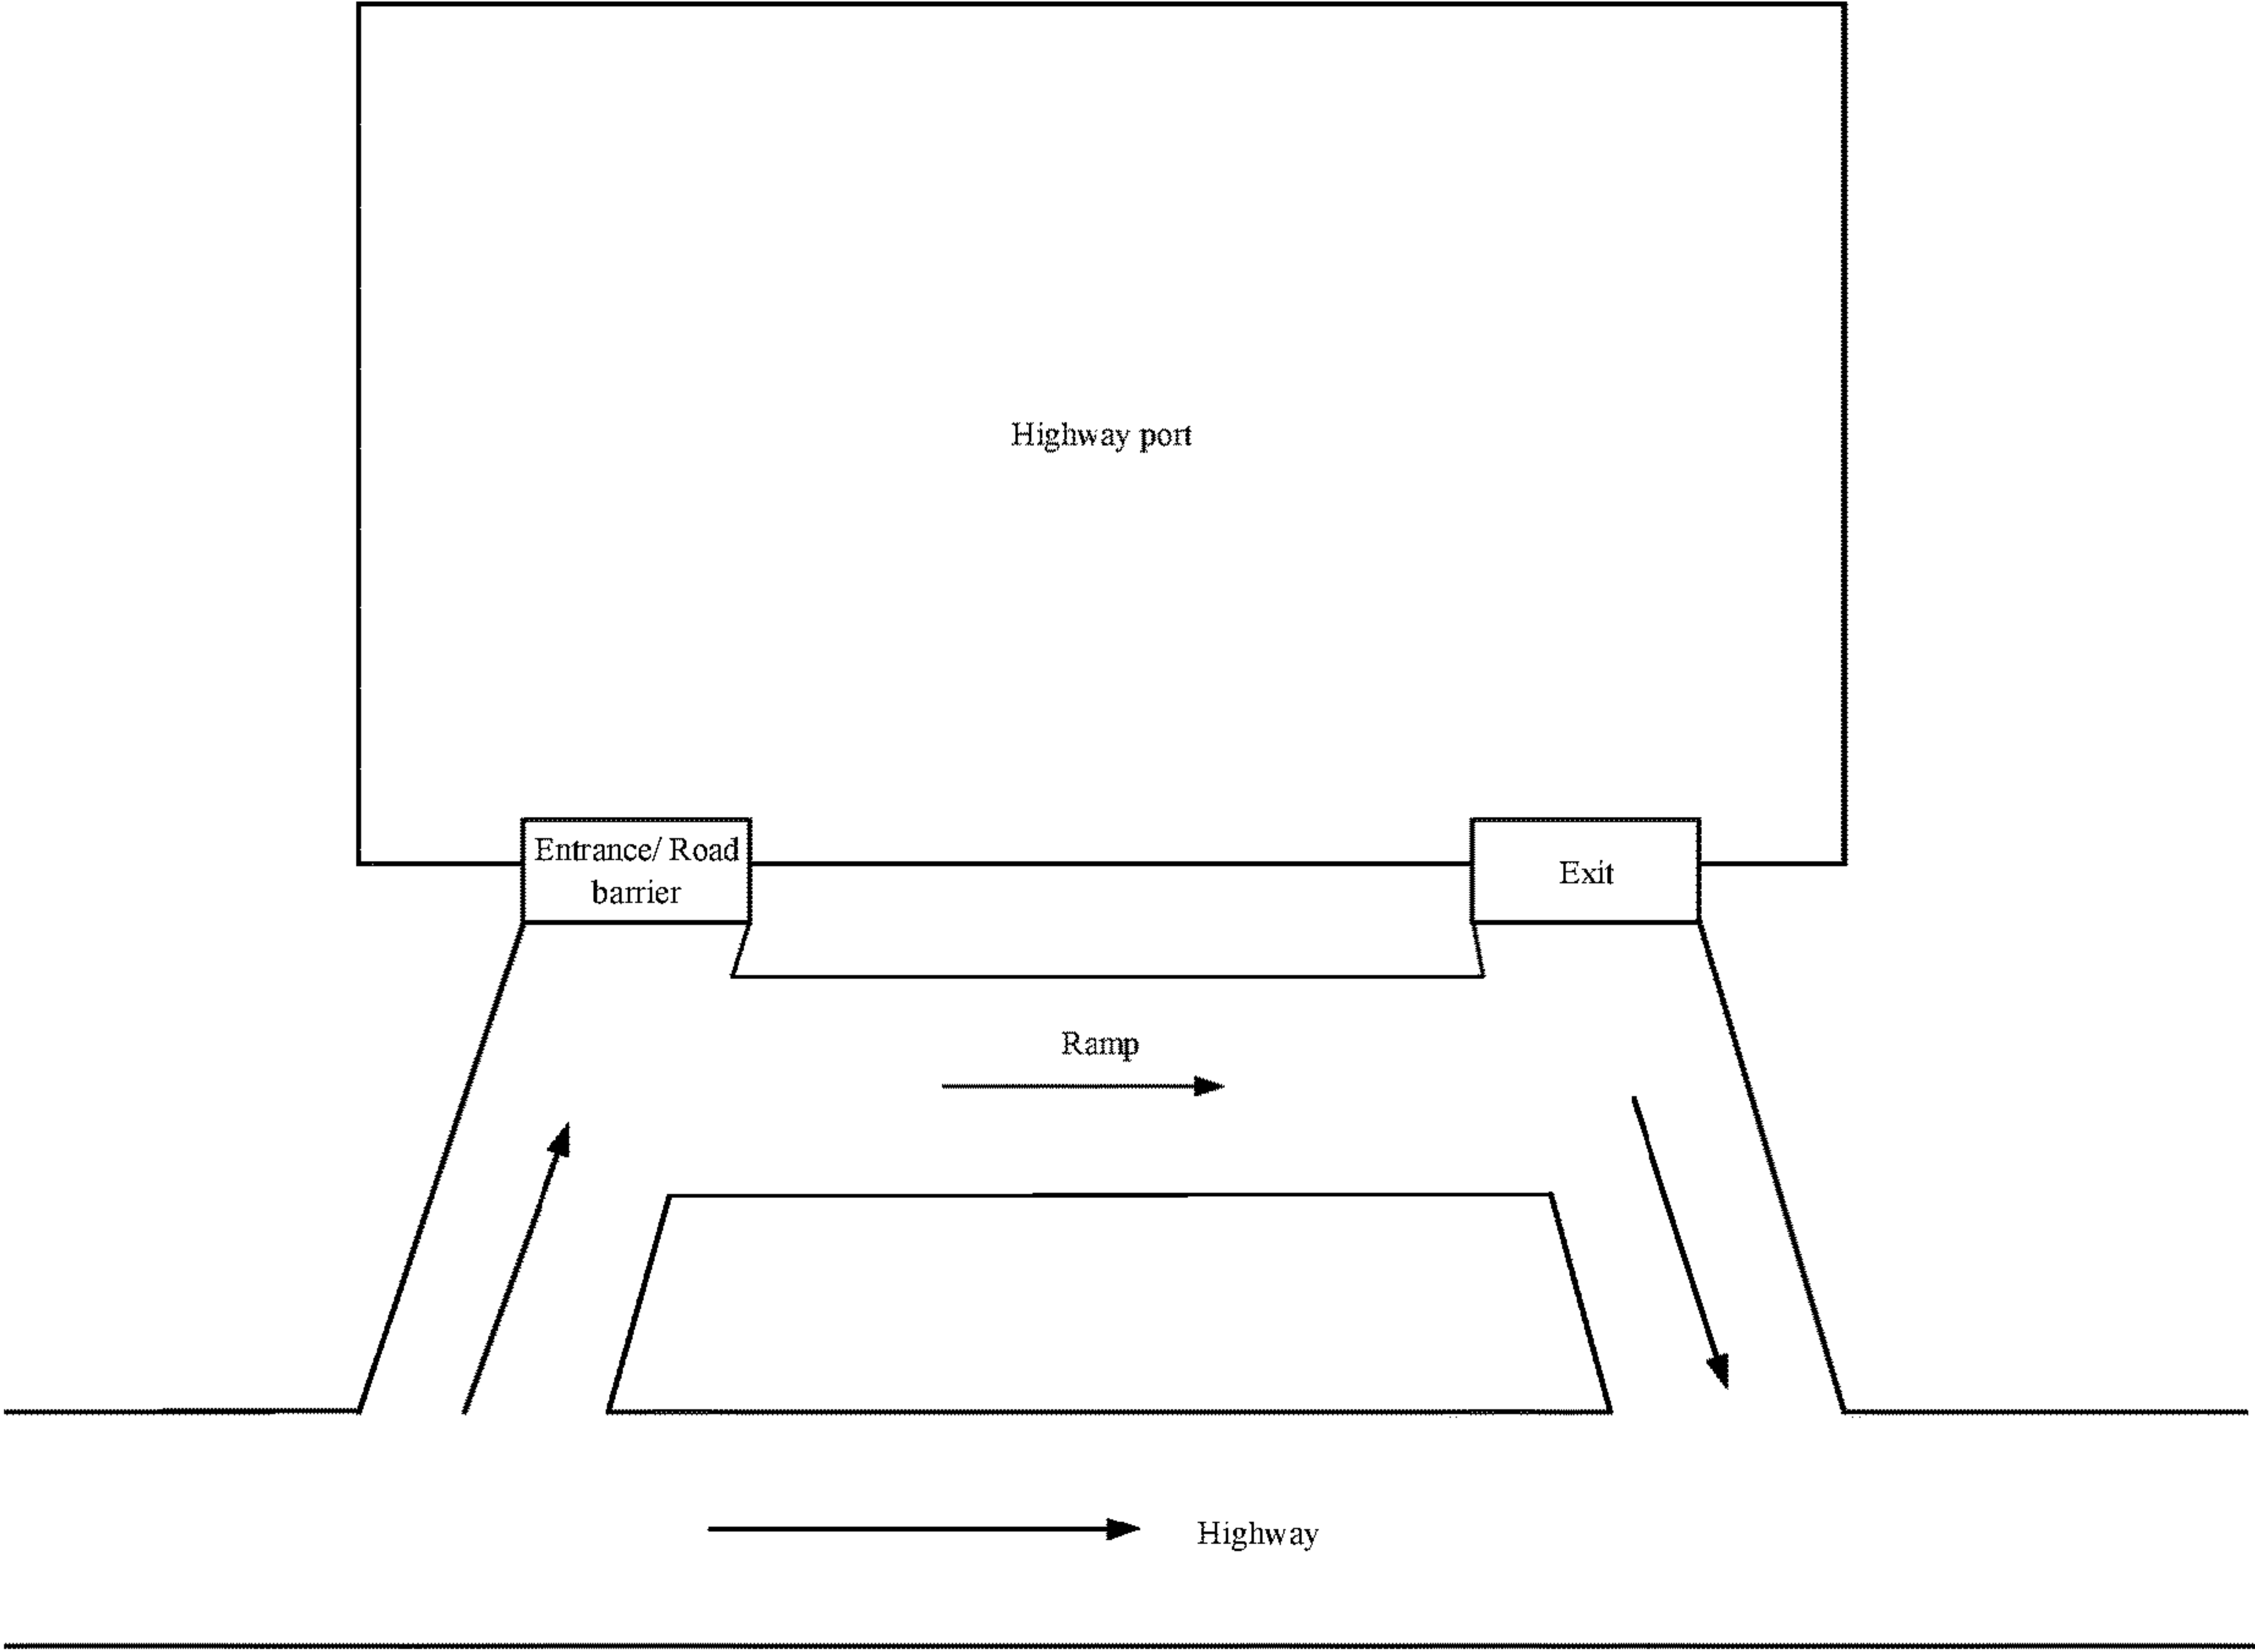 Highway port
Entrance/ Road
barrier
Exit
Ramp
Highway